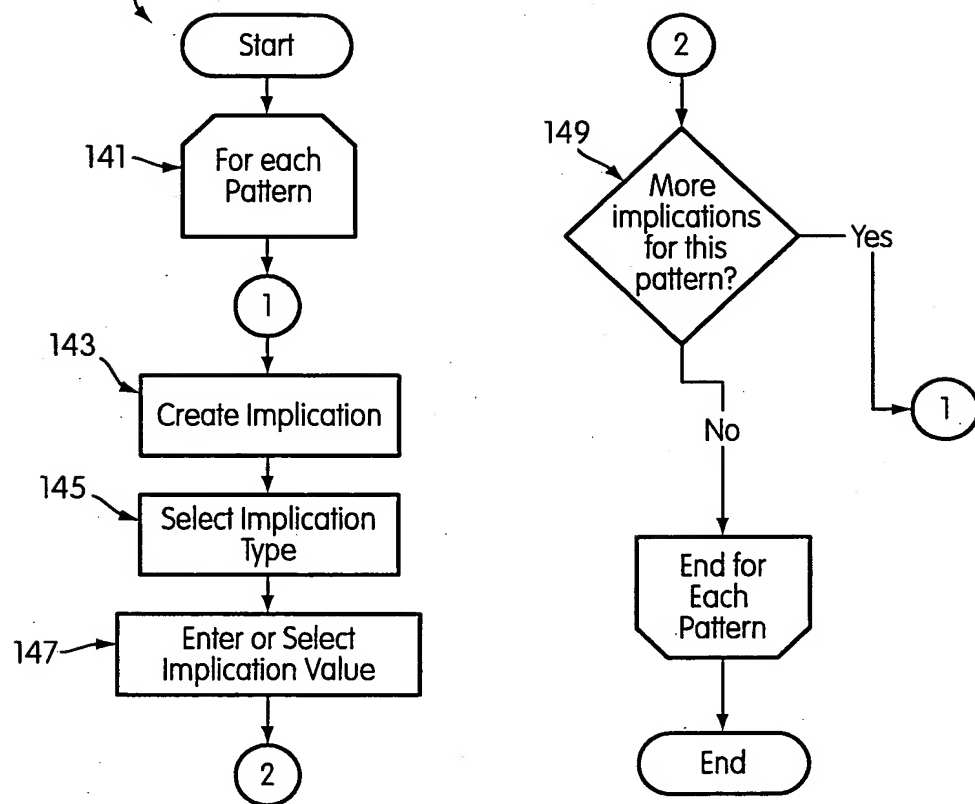 Start
141
For each
Pattern
1
143
Create Implication
145
Select Implication
Type
147
Enter or Select
Implication Value
2
2
149
More
implications
for this
pattern?
Yes
1
No
End for
Each
Pattern
End